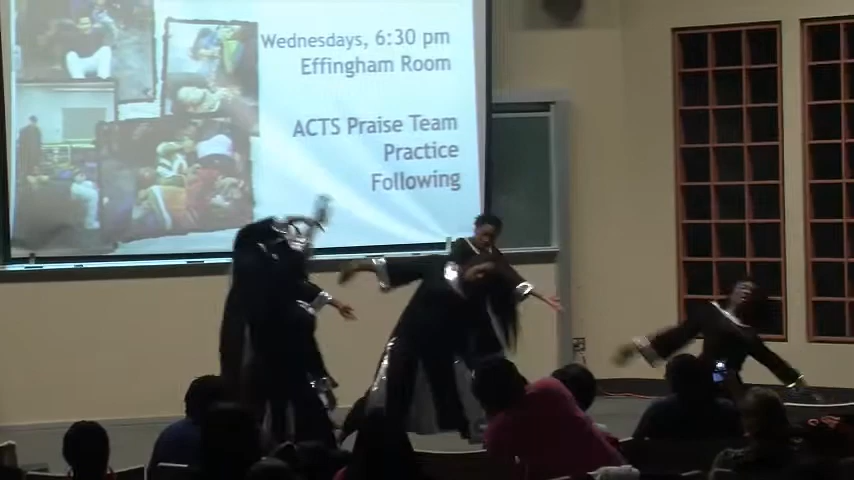 Wednesdays, 6:30 pm
Effingham Room
ACTS Praise Team
Practice
Following